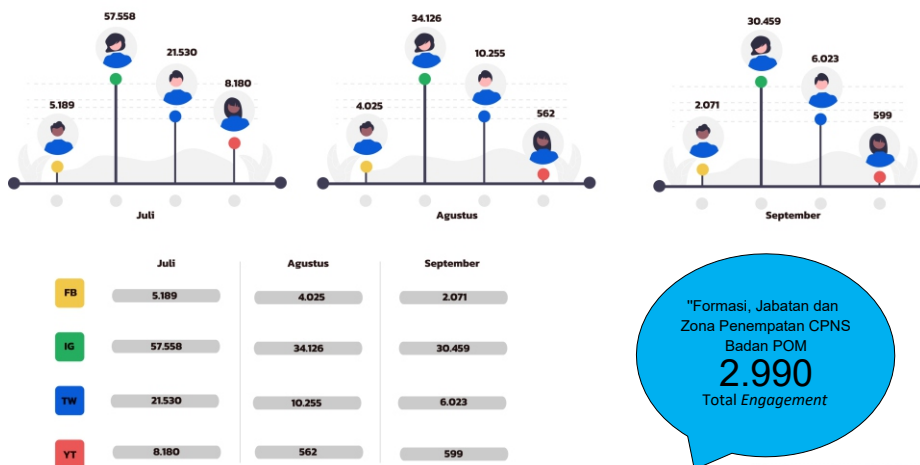 57.558
21.530
8.180
5.189
Juli
34.126
10.255
4.025
562
Agustus
30.459
6.023
2.071
599
September
Juli Agustus September
FB 5.189 4.025 2.071
IG 57.558 34.126 30.459
TW 21.530 10.255 6.023
YT 8.180 562 599
"Formasi, Jabatan dan
Zona Penempatan CPNS
Badan POM
2.990
Total Engagement